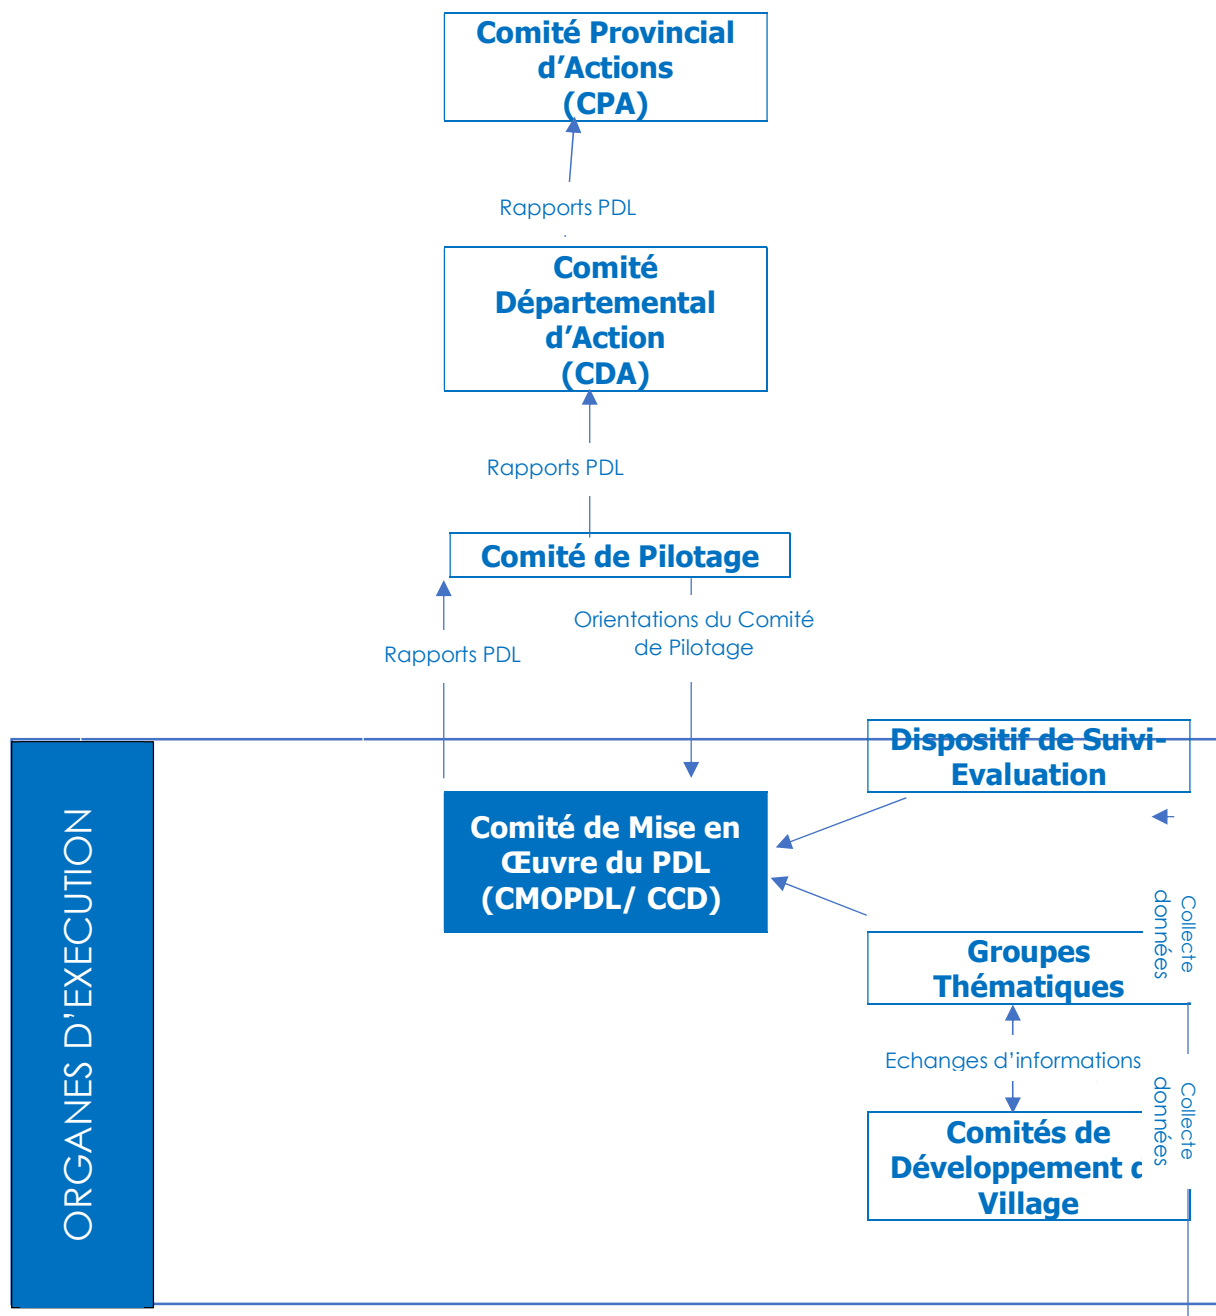 Comité Provincial
d’Actions
(CPA)
Rapports PDL
Comité
Départemental
d’Action
(CDA)
Rapports PDL
Comité de Pilotage
Orientations du Comité
de Pilotage
Rapports PDL
ORGANES D’EXECUTION
Dispositif de Suivi-
Evaluation
Comité de Mise en
Œuvre du PDL
(CMOPDL/ CCD)
Collecte
données
Groupes
Thématiques
Echanges d’informations
Collecte
données
Comités de
Développement d
Village